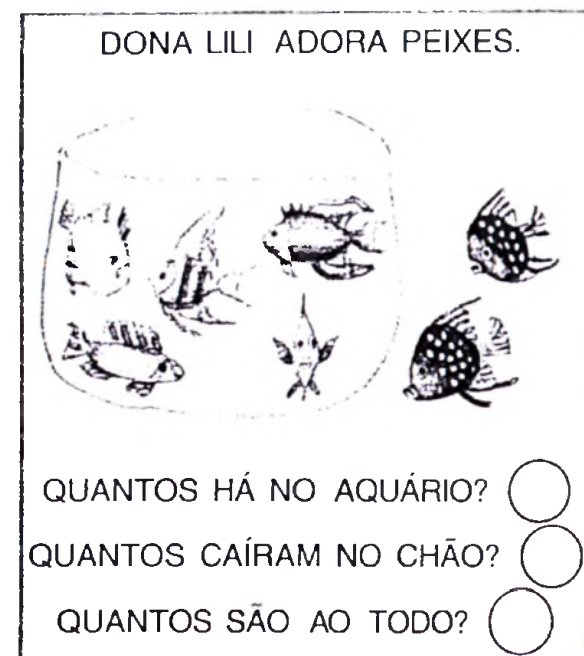 DONA LILI ADORA PEIXES.
QUANTOS HÁ NO AQUÁRIO?
QUANTOS CAÍRAM NO CHÃO?
QUANTOS SÃO AO TODO?